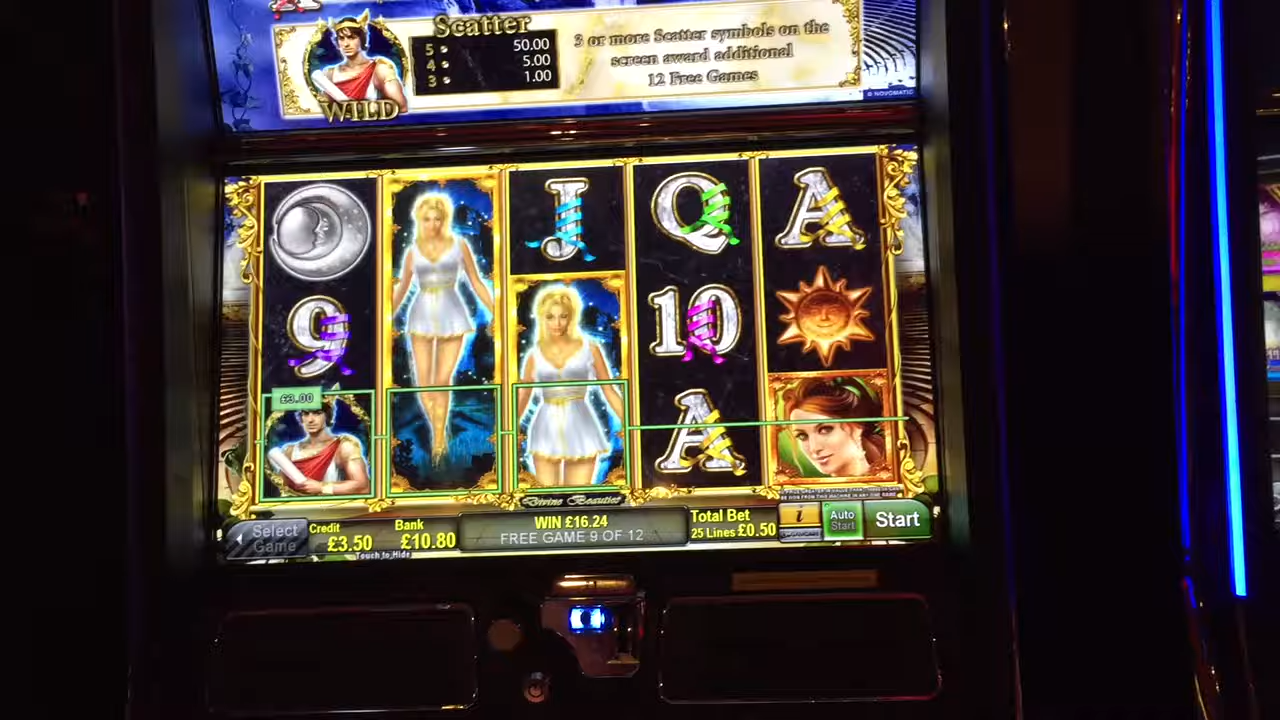 Scatter
5 50.00
4 5.00
3 1.00
3 or more Scatter symbols on the
screen award additional
12 Free Games
WILD
© NOVOMATIC
J
Q
A
9
10
£3.00
A
Divine Beauties
Select
Game
Credit
£3.50
Bank
£10.80
Touch to Hide
WIN £16.24
FREE GAME 9 OF 12
Total Bet
25 Lines £0.50
i
Auto
Start
Start